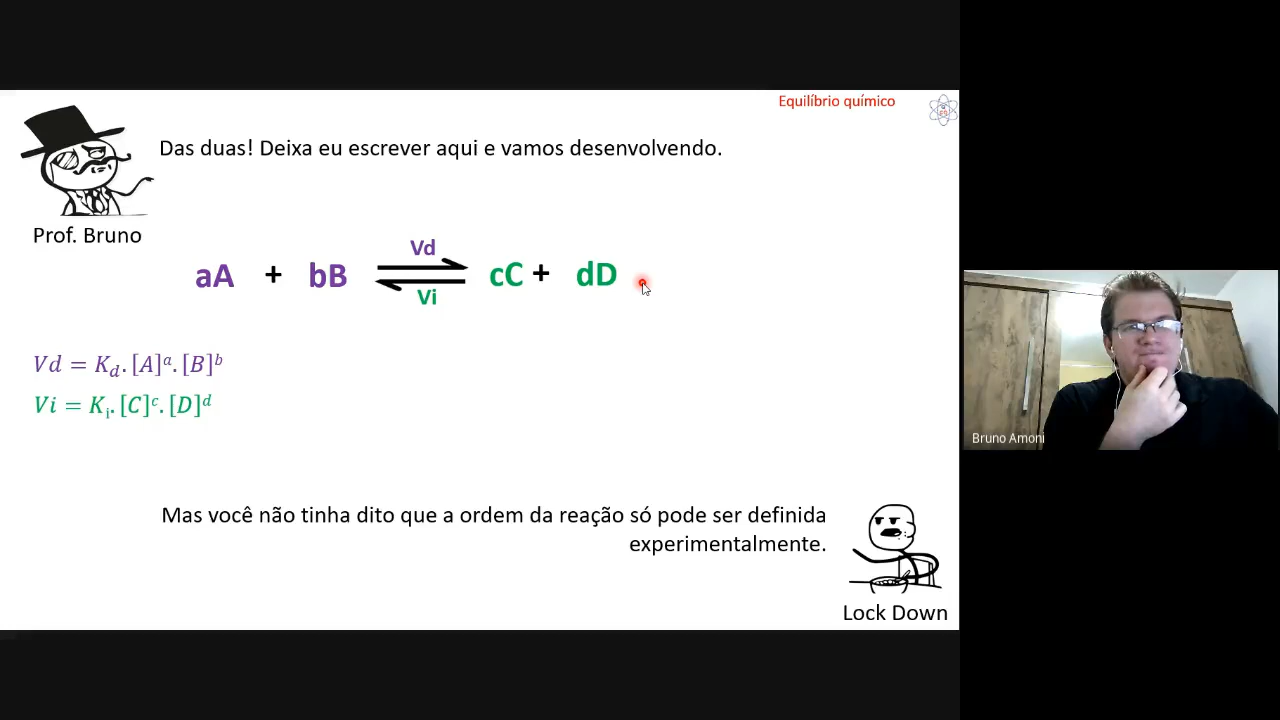 Equilíbrio químico
Das duas! Deixa eu escrever aqui e vamos desenvolvendo.
Prof. Bruno
Vd
aA + bB ⇌ cC + dD
Vi
Vd = K_d.[A]^a.[B]^b
Vi = K_i.[C]^c.[D]^d
Mas você não tinha dito que a ordem da reação só pode ser definida
experimentalmente.
Lock Down
Bruno Amoni